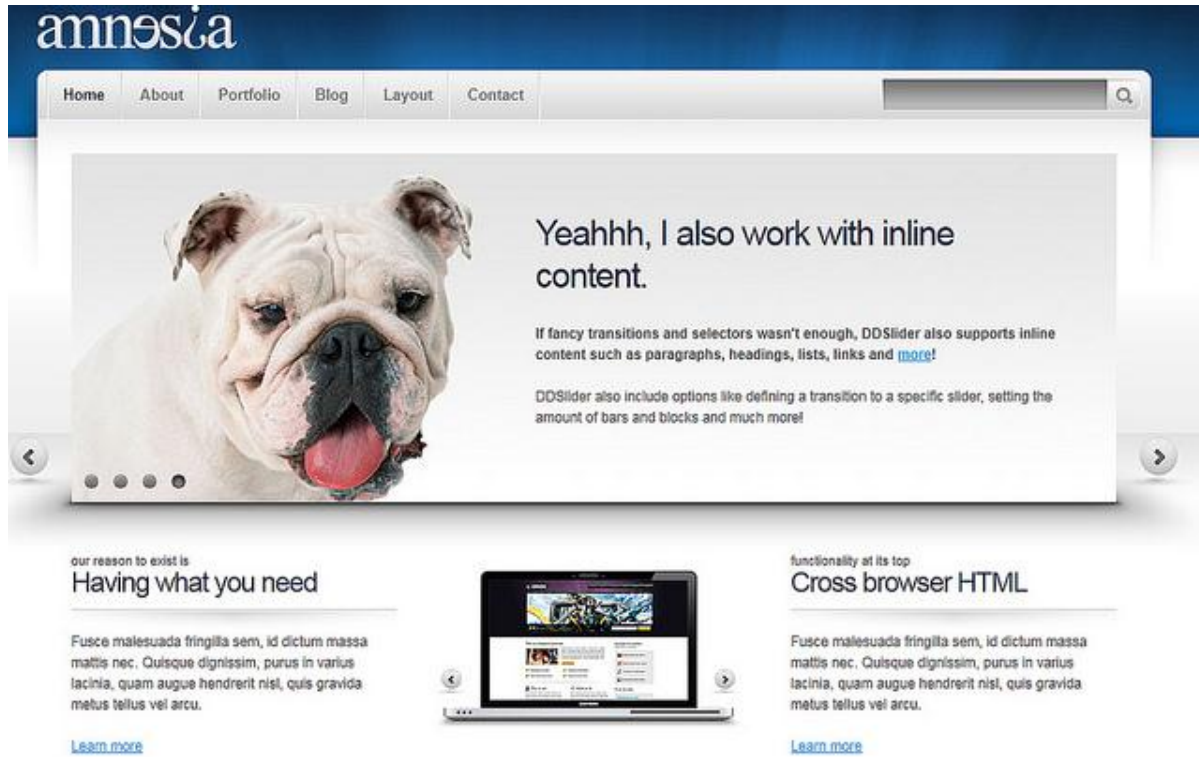 amnesia
Home About Portfolio Blog Layout Contact
Yeahhh, I also work with inline
content.
If fancy transitions and selectors wasn't enough, DDSlider also supports inline
content such as paragraphs, headings, lists, links and more!
DDSlider also include options like defining a transition to a specific slider, setting the
amount of bars and blocks and much more!
our reason to exist is
Having what you need
Fusce malesuada fringilla sem, id dictum massa
mattis nec. Quisque dignissim, purus in varius
lacinia, quam augue hendrerit nisl, quis gravida
metus tellus vel arcu.
Learn more
functionality at its top
Cross browser HTML
Fusce malesuada fringilla sem, id dictum massa
mattis nec. Quisque dignissim, purus in varius
lacinia, quam augue hendrerit nisl, quis gravida
metus tellus vel arcu.
Learn more